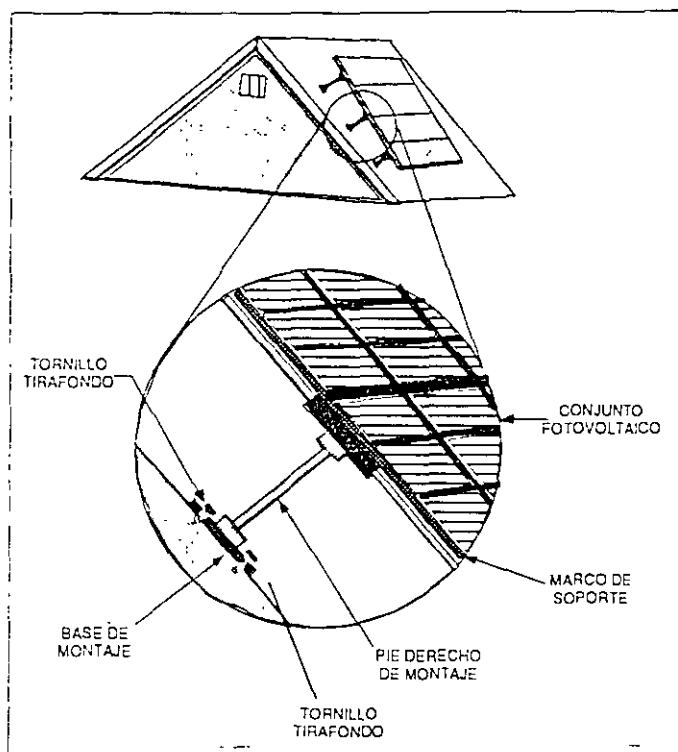 TORNILLO
TIRAFONDO
CONJUNTO
FOTOVOLTAICO
MARCO DE
SOPORTE
BASE DE
MONTAJE
PIE DERECHO
DE MONTAJE
TORNILLO
TIRAFONDO